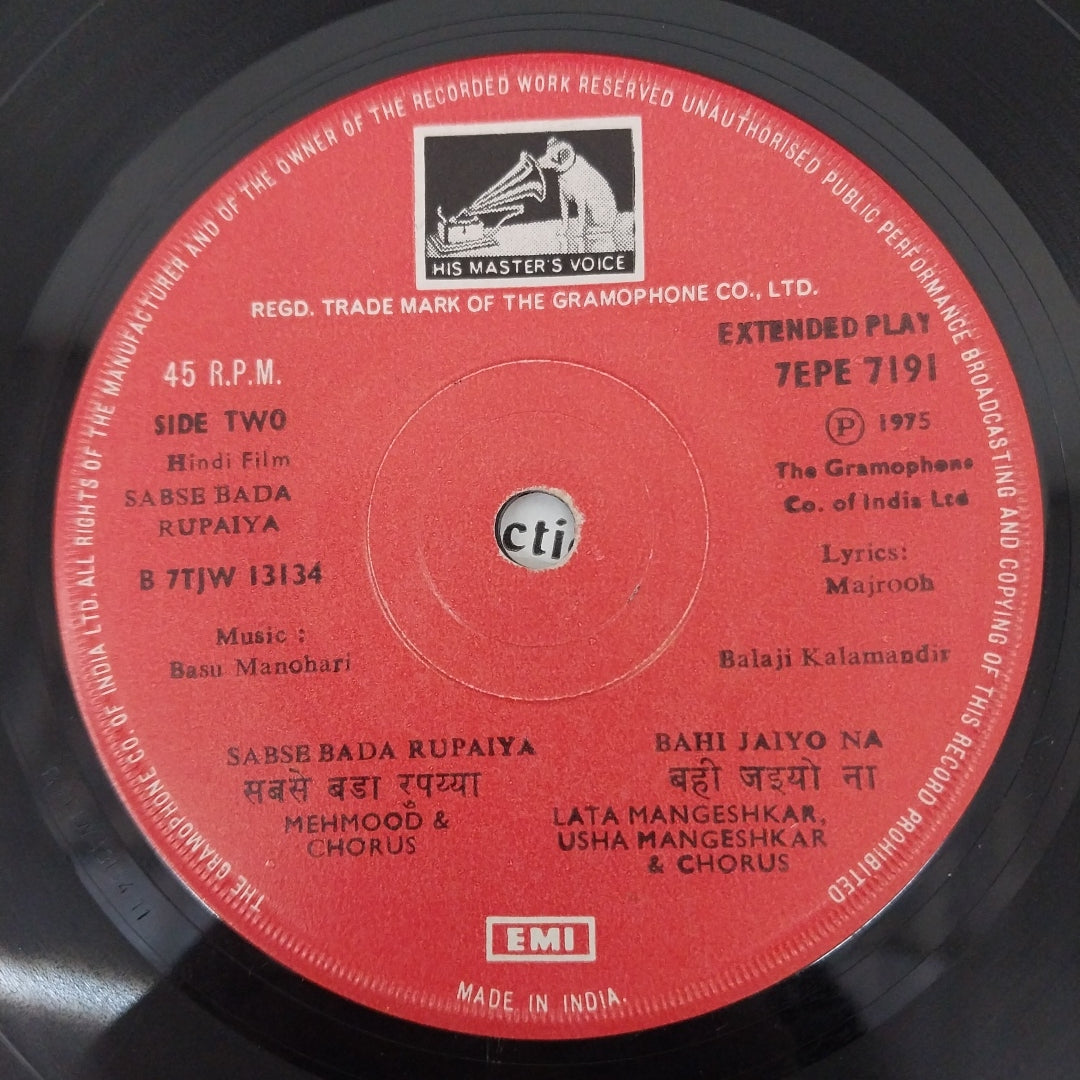 THE GRAMOPHONE CO. OF INDIA LTD. ALL RIGHTS OF THE MANUFACTURER AND OF THE OWNER OF THE RECORDED WORK RESERVED UNAUTHORISED PUBLIC PERFORMANCE BROADCASTING AND COPYING OF THIS RECORD PROHIBITED
HIS MASTER'S VOICE
REGD. TRADE MARK OF THE GRAMOPHONE CO., LTD.
45 R.P.M.
SIDE TWO
Hindi Film
SABSE BADA
RUPAIYA
B 7TJW 13134
Music :
Basu Manohari
EXTENDED PLAY
7EPE 7191
Ⓟ 1975
The Gramophone
Co. of India Ltd
Lyrics:
Majrooh
Balaji Kalamandir
cti
SABSE BADA RUPAIYA
सबसे बडा रुपय्या
MEHMOOD &
CHORUS
BAHI JAIYO NA
बही जइयो ना
LATA MANGESHKAR,
USHA MANGESHKAR
& CHORUS
EMI
MADE IN INDIA.